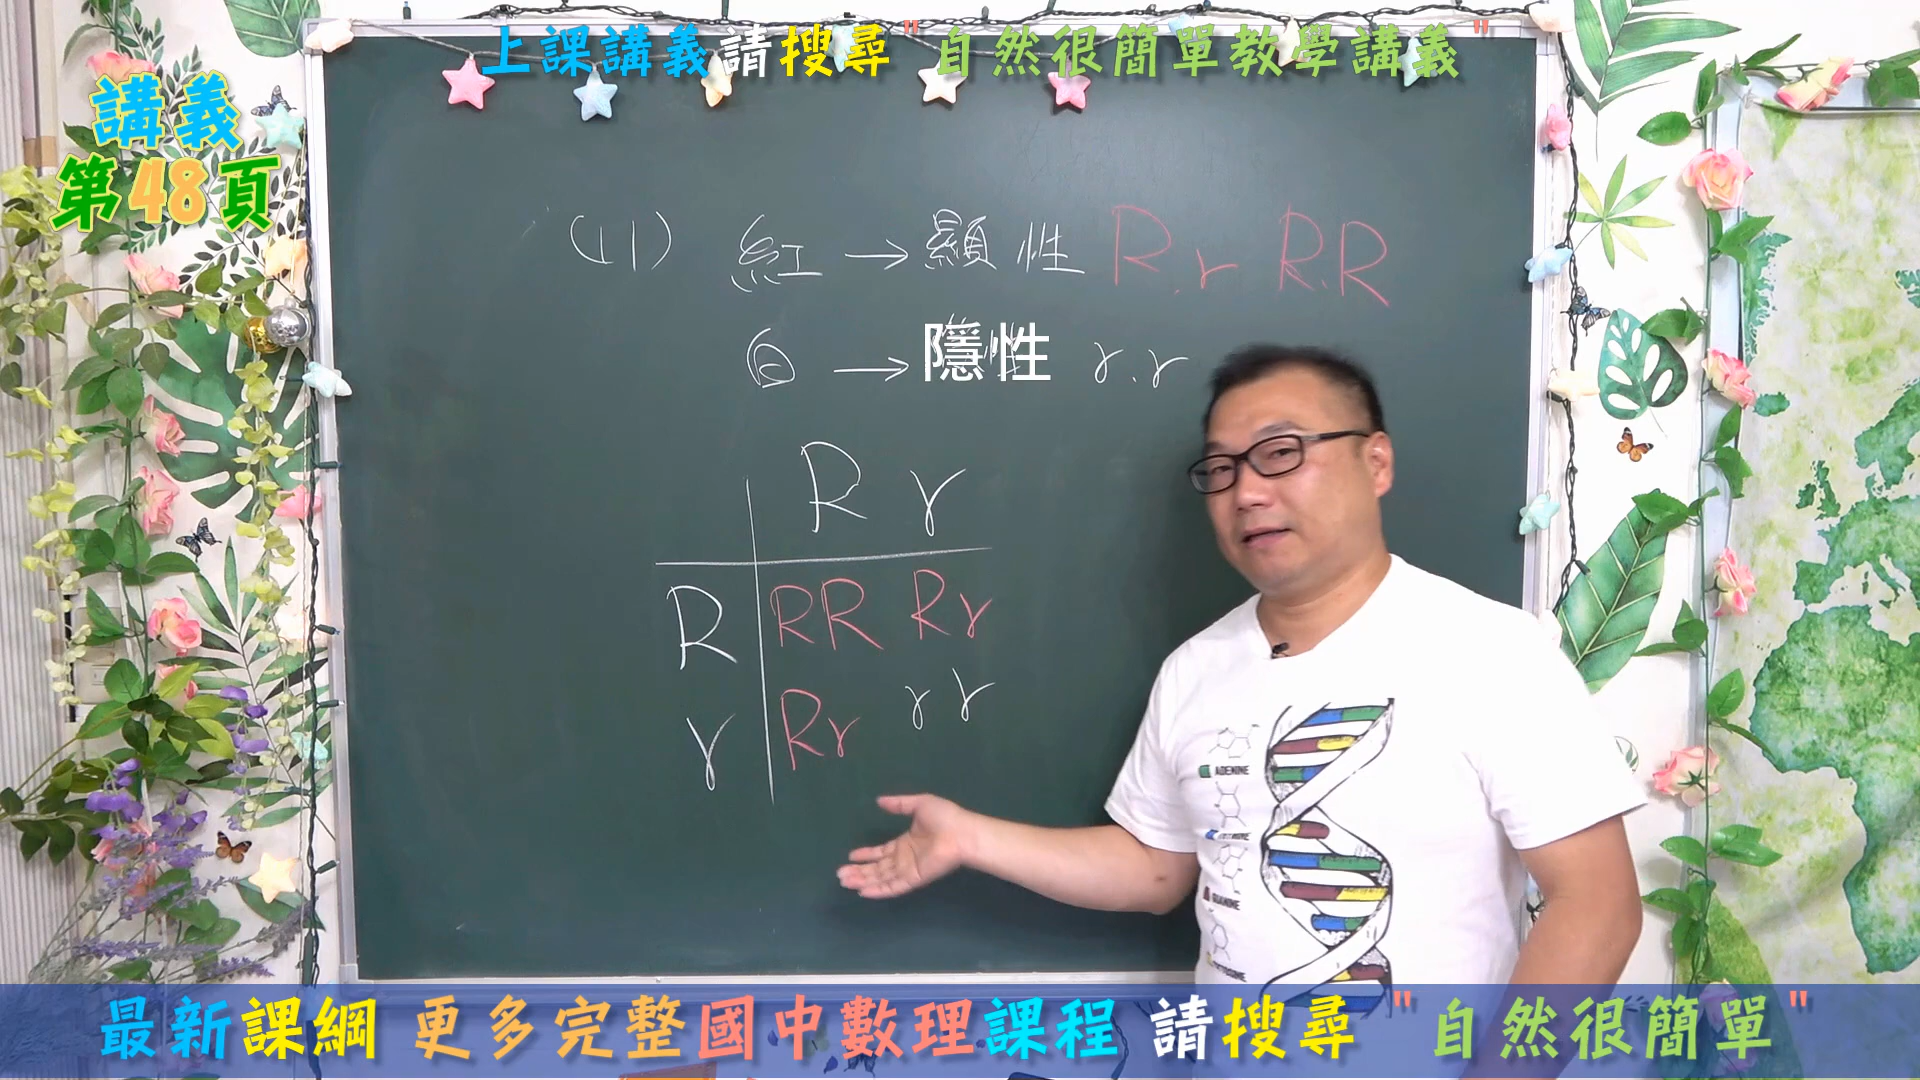 上課講義請搜尋"自然很簡單教學講義"
講義
第48頁
(11) 紅→顯性 R.r R.R
白→隱性 r.r
R r
R RR Rr
r Rr rr
ADENINE
最新課綱 更多完整國中數理課程 請搜尋"自然很簡單"